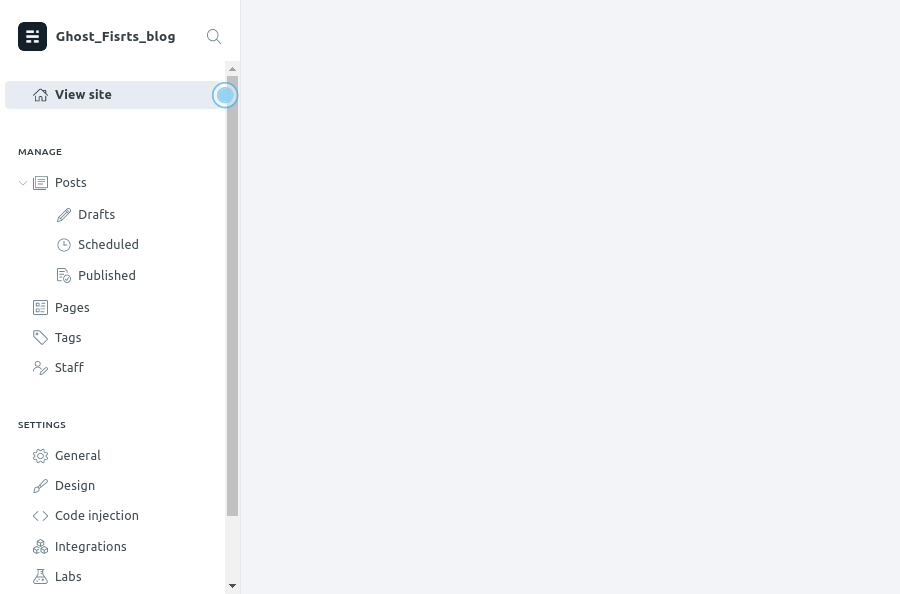 Ghost_Fisrts_blog
View site
MANAGE
Posts
Drafts
Scheduled
Published
Pages
Tags
Staff
SETTINGS
General
Design
Code injection
Integrations
Labs